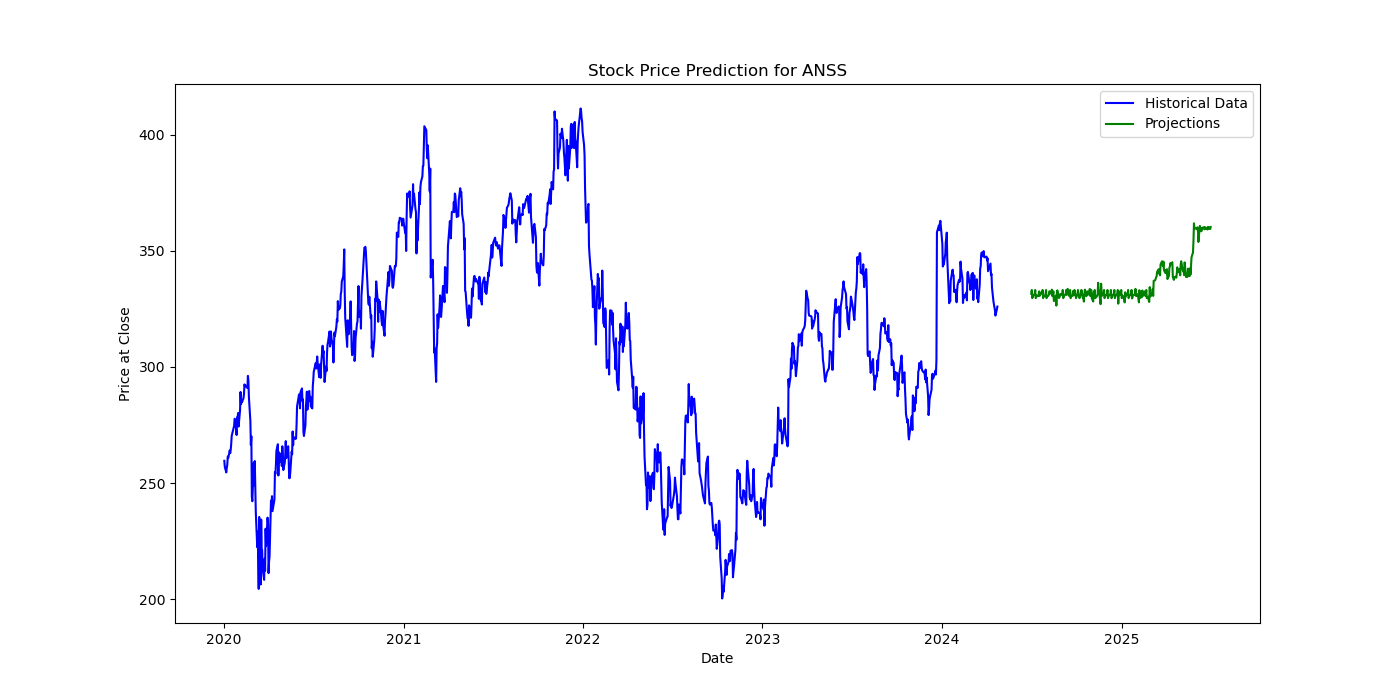 Stock Price Prediction for ANSS
Historical Data
Projections
Price at Close
400
350
300
250
200
2020 2021 2022 2023 2024 2025
Date